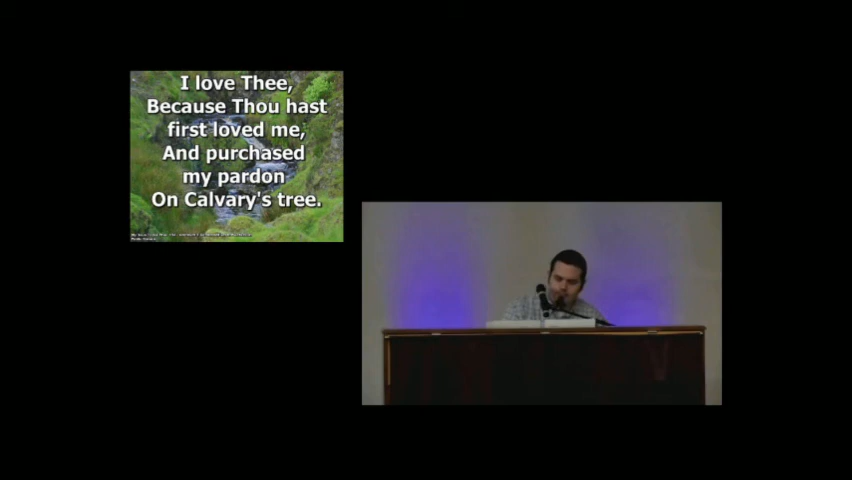 I love Thee,
Because Thou hast
first loved me,
And purchased
my pardon
On Calvary's tree.